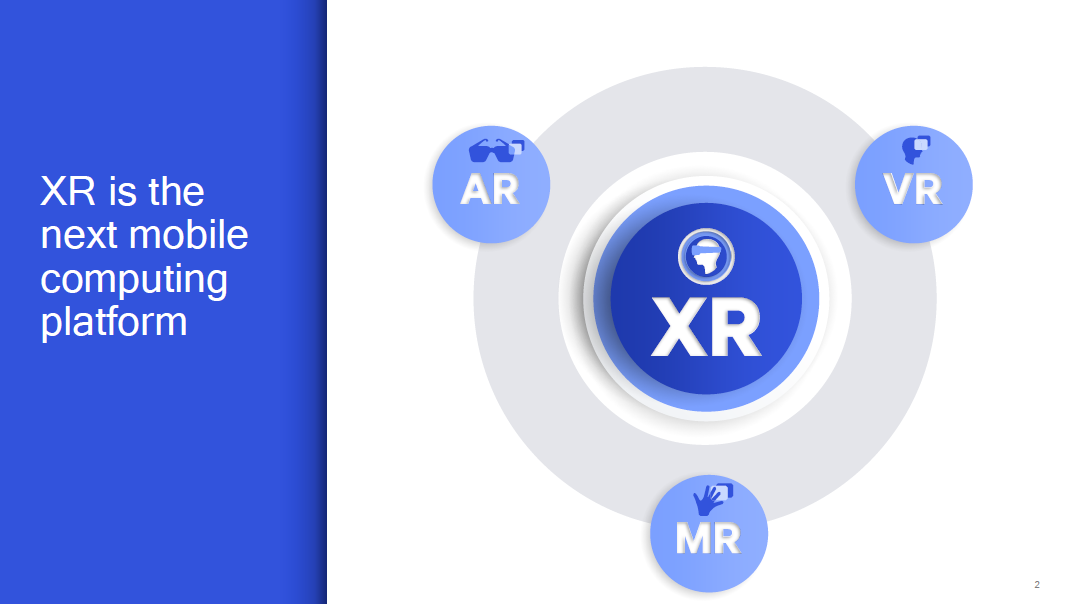 XR is the
next mobile
computing
platform
AR
VR
XR
MR
2